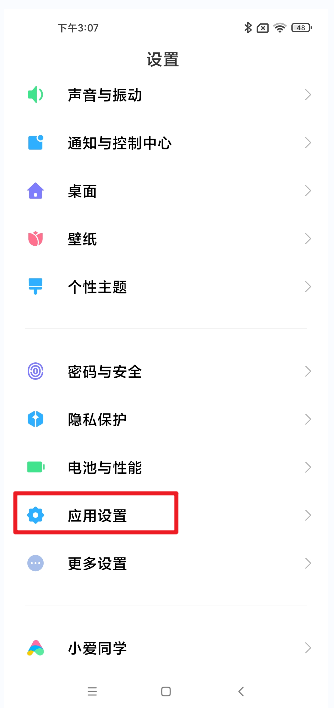 下午3:07
48
设置
声音与振动
通知与控制中心
桌面
壁纸
个性主题
密码与安全
隐私保护
电池与性能
应用设置
更多设置
小爱同学